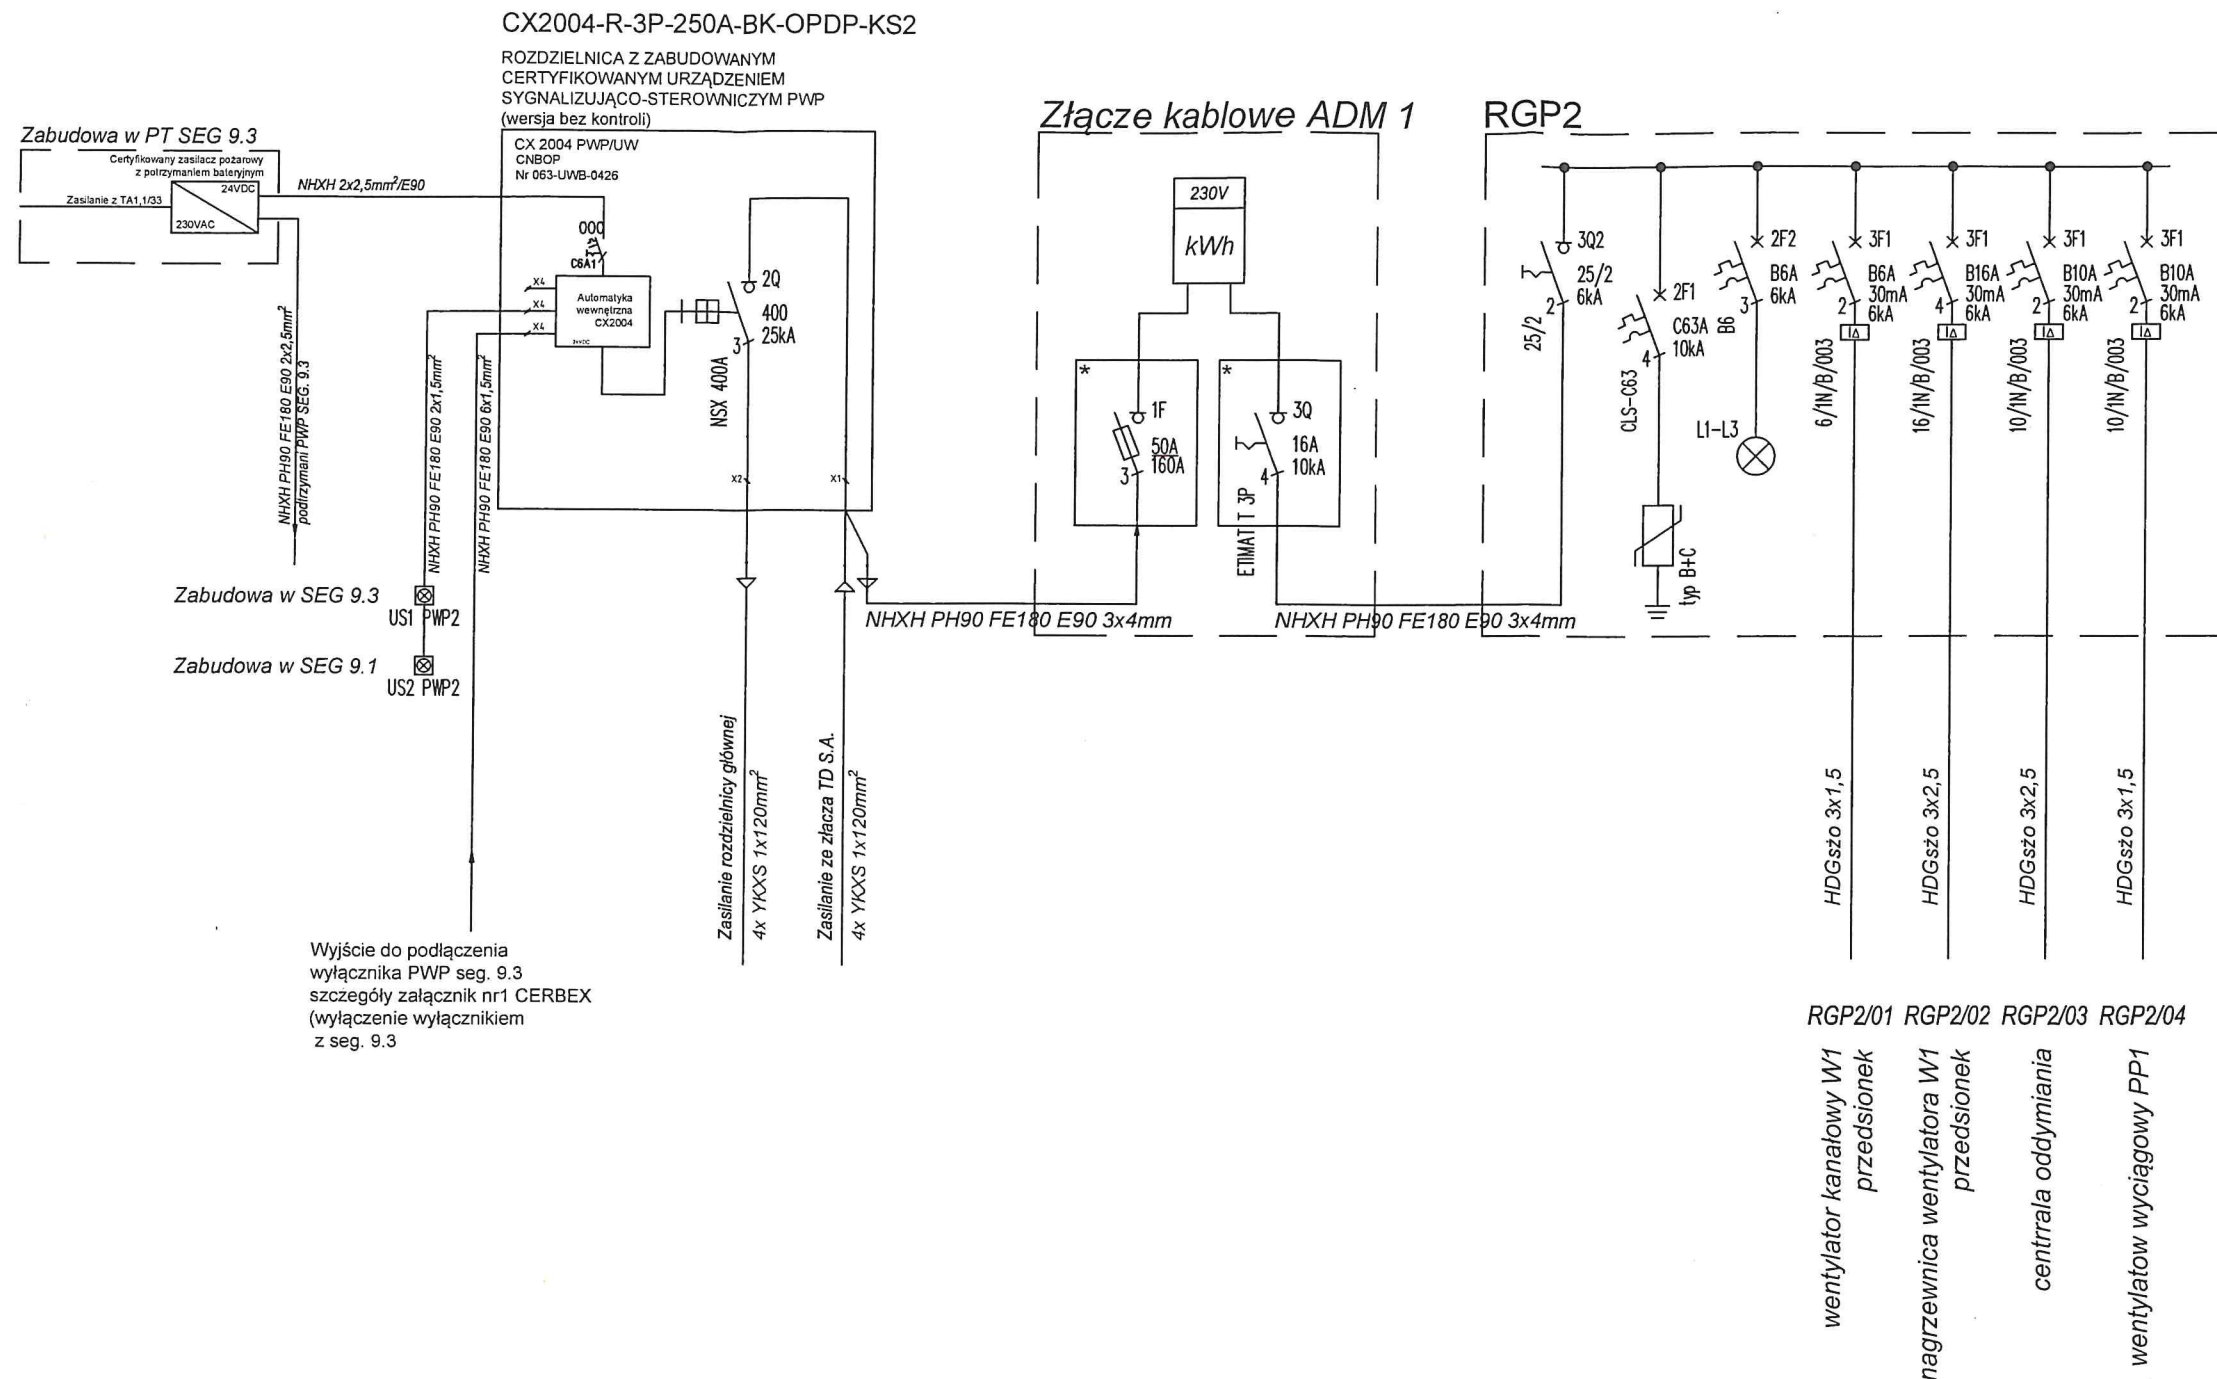 CX2004-R-3P-250A-BK-OPDP-KS2
ROZDZIELNICA Z ZABUDOWANYM
CERTYFIKOWANYM URZĄDZENIEM
SYGNALIZUJĄCO-STEROWNICZYM PWP
(wersja bez kontroli)
Zabudowa w PT SEG 9.3
Certyfikowany zasilacz pożarowy
z potrzymaniem bateryjnym
24VDC
230VAC
Zasilanie z TA1,1/33
NHXH 2x2,5mm²/E90
NHXH PH90 FE180 E90 2x2,5mm²
podtrzymani PWP SEG. 9.3
CX 2004 PWP/UW
CNBOP
Nr 063-UWB-0426
000
C6A1
X4
X4
X4
Automatyka
wewnętrzna
CX2004
24VDC
2Q
400
25kA
3
NSX 400A
X2
X1
NHXH PH90 FE180 E90 2x1,5mm²
NHXH PH90 FE180 E90 6x1,5mm²
Zabudowa w SEG 9.3
US1 PWP2
Zabudowa w SEG 9.1
US2 PWP2
Wyjście do podłączenia
wyłącznika PWP seg. 9.3
szczegóły załącznik nr1 CERBEX
(wyłączenie wyłącznikiem
z seg. 9.3
Zasilanie rozdzielnicy głównej
4x YKXS 1x120mm²
Zasilanie ze złacza TD S.A.
4x YKXS 1x120mm²
NHXH PH90 FE180 E90 3x4mm
Złącze kablowe ADM 1
230V
kWh
*
1F
50A
160A
3
*
3Q
16A
10kA
4
ETIMAT T 3P
NHXH PH90 FE180 E90 3x4mm
RGP2
3Q2
25/2
6kA
2
25/2
2F1
C63A
10kA
4
CLS-C63
typ B+C
2F2
B6A
6kA
3
B6
L1-L3
3F1
B6A
30mA
6kA
2
I∆
6/1N/B/003
3F1
B16A
30mA
6kA
4
I∆
16/1N/B/003
3F1
B10A
30mA
6kA
2
I∆
10/1N/B/003
3F1
B10A
30mA
6kA
2
I∆
10/1N/B/003
HDGsżo 3x1,5
HDGsżo 3x2,5
HDGsżo 3x2,5
HDGsżo 3x1,5
RGP2/01 RGP2/02 RGP2/03 RGP2/04
wentylator kanałowy W1
przedsionek
nagrzewnica wentylatora W1
przedsionek
centrala oddymiania
wentylatow wyciągowy PP1